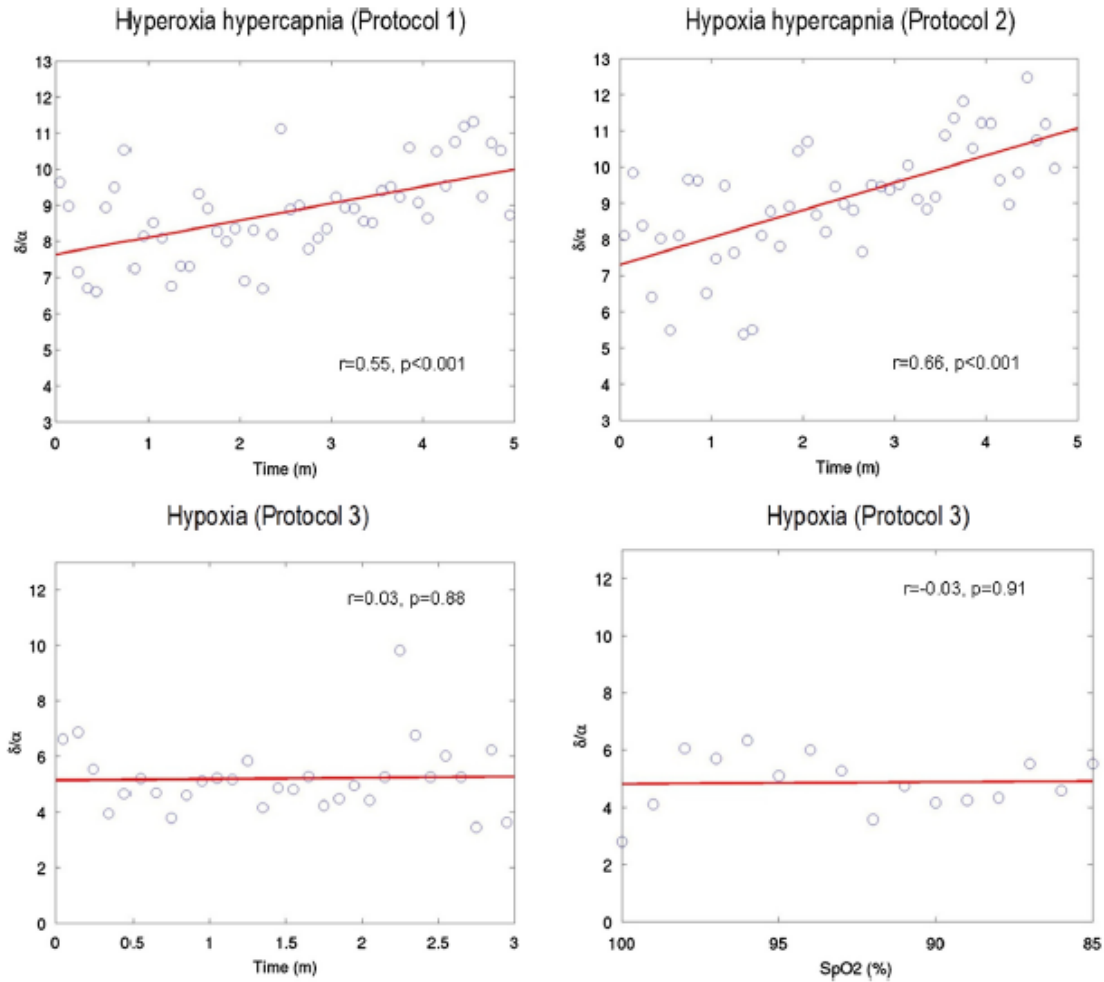 Hyperoxia hypercapnia (Protocol 1)
13
12
11
10
9
8
7
6
5
4
3
δ/α
r=0.55, p<0.001
0 1 2 3 4 5
Time (m)
Hypoxia hypercapnia (Protocol 2)
13
12
11
10
9
8
7
6
5
4
3
δ/α
r=0.66, p<0.001
0 1 2 3 4 5
Time (m)
Hypoxia (Protocol 3)
12
10
8
6
4
2
0
δ/α
r=0.03, p=0.88
0 0.5 1 1.5 2 2.5 3
Time (m)
Hypoxia (Protocol 3)
12
10
8
6
4
2
0
δ/α
r=-0.03, p=0.91
100 95 90 85
SpO2 (%)